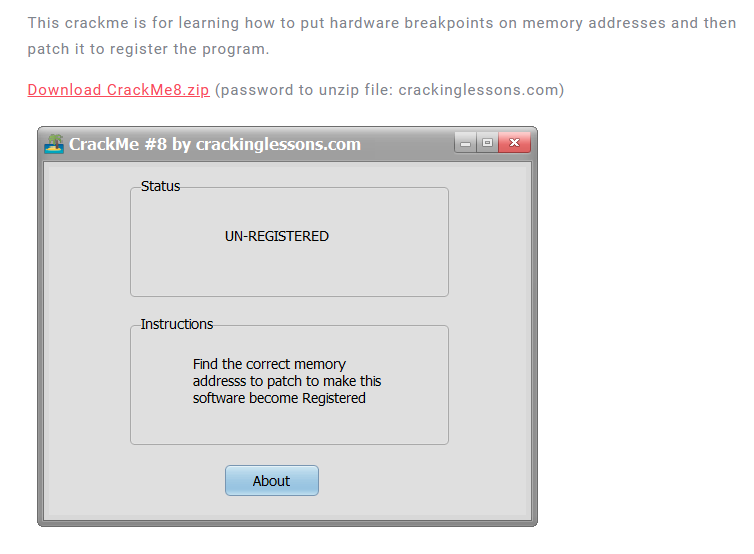 This crackme is for learning how to put hardware breakpoints on memory addresses and then
patch it to register the program.
Download CrackMe8.zip (password to unzip file: crackinglessons.com)
CrackMe #8 by crackinglessons.com
Status
UN-REGISTERED
Instructions
Find the correct memory
addresss to patch to make this
software become Registered
About